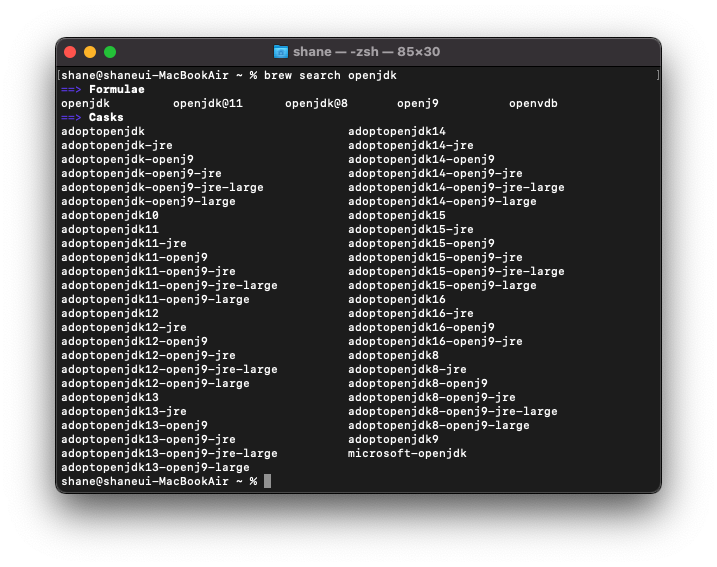 shane — -zsh — 85×30
[shane@shaneui-MacBookAir ~ % brew search openjdk ]
==> Formulae
openjdk openjdk@11 openjdk@8 openj9 openvdb
==> Casks
adoptopenjdk adoptopenjdk14
adoptopenjdk-jre adoptopenjdk14-jre
adoptopenjdk-openj9 adoptopenjdk14-openj9
adoptopenjdk-openj9-jre adoptopenjdk14-openj9-jre
adoptopenjdk-openj9-jre-large adoptopenjdk14-openj9-jre-large
adoptopenjdk-openj9-large adoptopenjdk14-openj9-large
adoptopenjdk10 adoptopenjdk15
adoptopenjdk11 adoptopenjdk15-jre
adoptopenjdk11-jre adoptopenjdk15-openj9
adoptopenjdk11-openj9 adoptopenjdk15-openj9-jre
adoptopenjdk11-openj9-jre adoptopenjdk15-openj9-jre-large
adoptopenjdk11-openj9-jre-large adoptopenjdk15-openj9-large
adoptopenjdk11-openj9-large adoptopenjdk16
adoptopenjdk12 adoptopenjdk16-jre
adoptopenjdk12-jre adoptopenjdk16-openj9
adoptopenjdk12-openj9 adoptopenjdk16-openj9-jre
adoptopenjdk12-openj9-jre adoptopenjdk8
adoptopenjdk12-openj9-jre-large adoptopenjdk8-jre
adoptopenjdk12-openj9-large adoptopenjdk8-openj9
adoptopenjdk13 adoptopenjdk8-openj9-jre
adoptopenjdk13-jre adoptopenjdk8-openj9-jre-large
adoptopenjdk13-openj9 adoptopenjdk8-openj9-large
adoptopenjdk13-openj9-jre adoptopenjdk9
adoptopenjdk13-openj9-jre-large microsoft-openjdk
adoptopenjdk13-openj9-large
shane@shaneui-MacBookAir ~ %